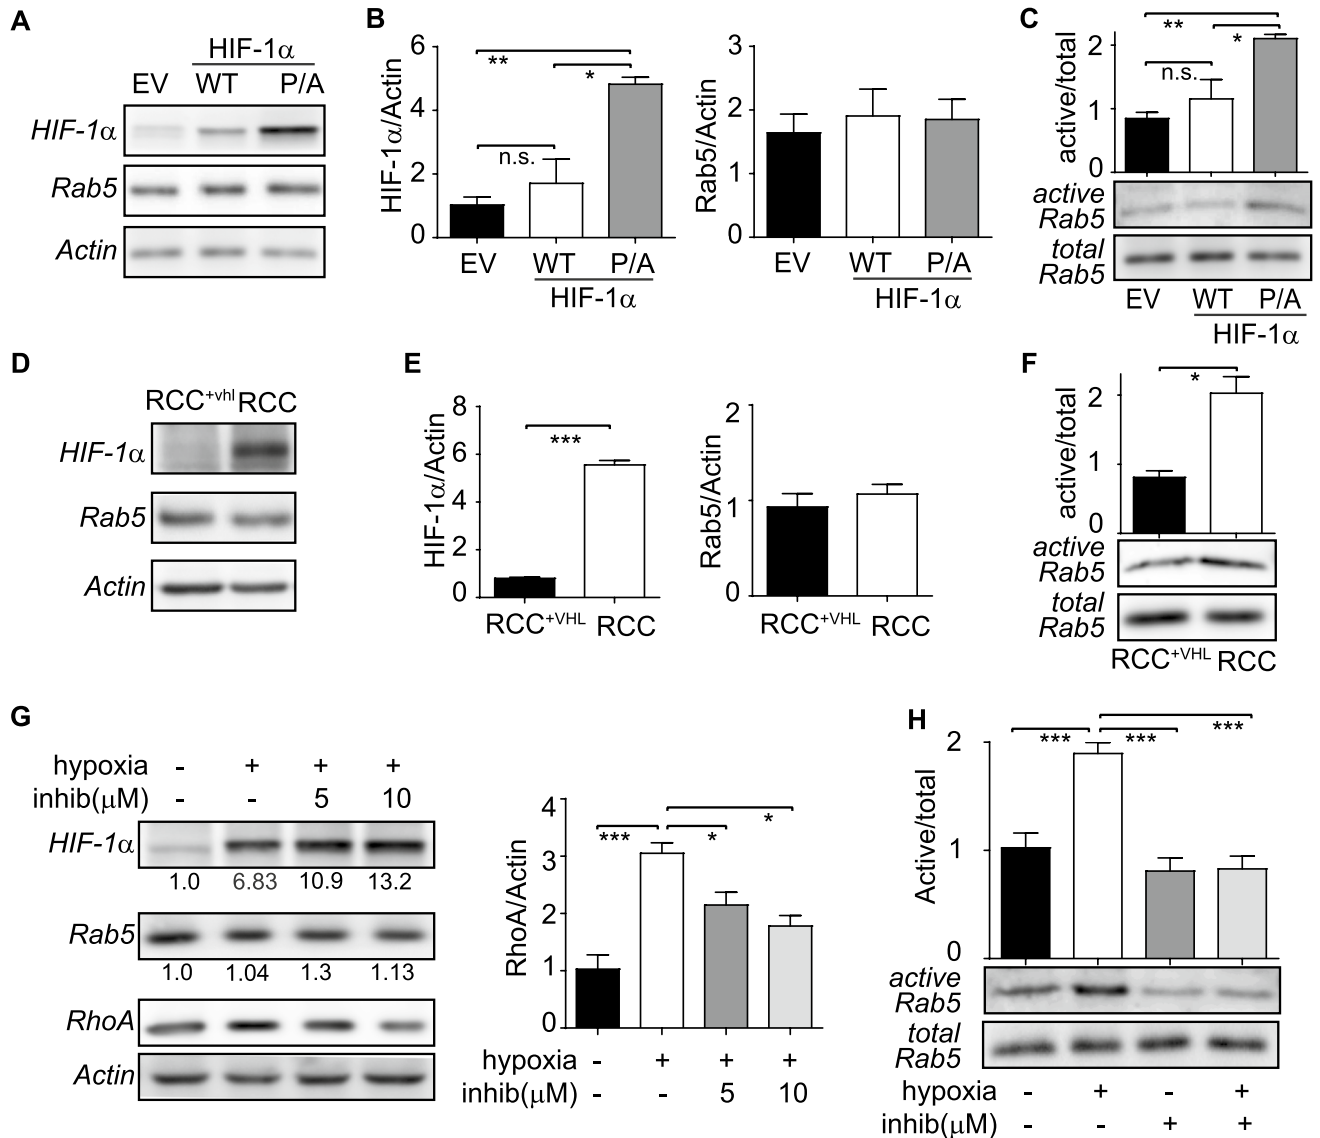 A
HIF-1α
EV WT P/A
HIF-1α
Rab5
Actin
B
HIF-1α/Actin
6
4
2
0
** *
n.s.
EV WT P/A
HIF-1α
Rab5/Actin
3
2
1
0
EV WT P/A
HIF-1α
C
active/total
2
1
0
** *
n.s.
active
Rab5
total
Rab5
EV WT P/A
HIF-1α
D
RCC+vhl RCC
HIF-1α
Rab5
Actin
E
HIF-1α/Actin
8
6
4
2
0
***
RCC+VHL RCC
Rab5/Actin
2
1
0
RCC+VHL RCC
F
active/total
2
1
0
*
active
Rab5
total
Rab5
RCC+VHL RCC
G
hypoxia - + + +
inhib(μM) - - 5 10
HIF-1α
1.0 6.83 10.9 13.2
Rab5
1.0 1.04 1.3 1.13
RhoA
Actin
RhoA/Actin
4
3
2
1
0
*** * *
hypoxia - + + +
inhib(μM) - - 5 10
H
Active/total
2
1
0
*** *** ***
active
Rab5
total
Rab5
hypoxia - + - +
inhib(μM) - - + +